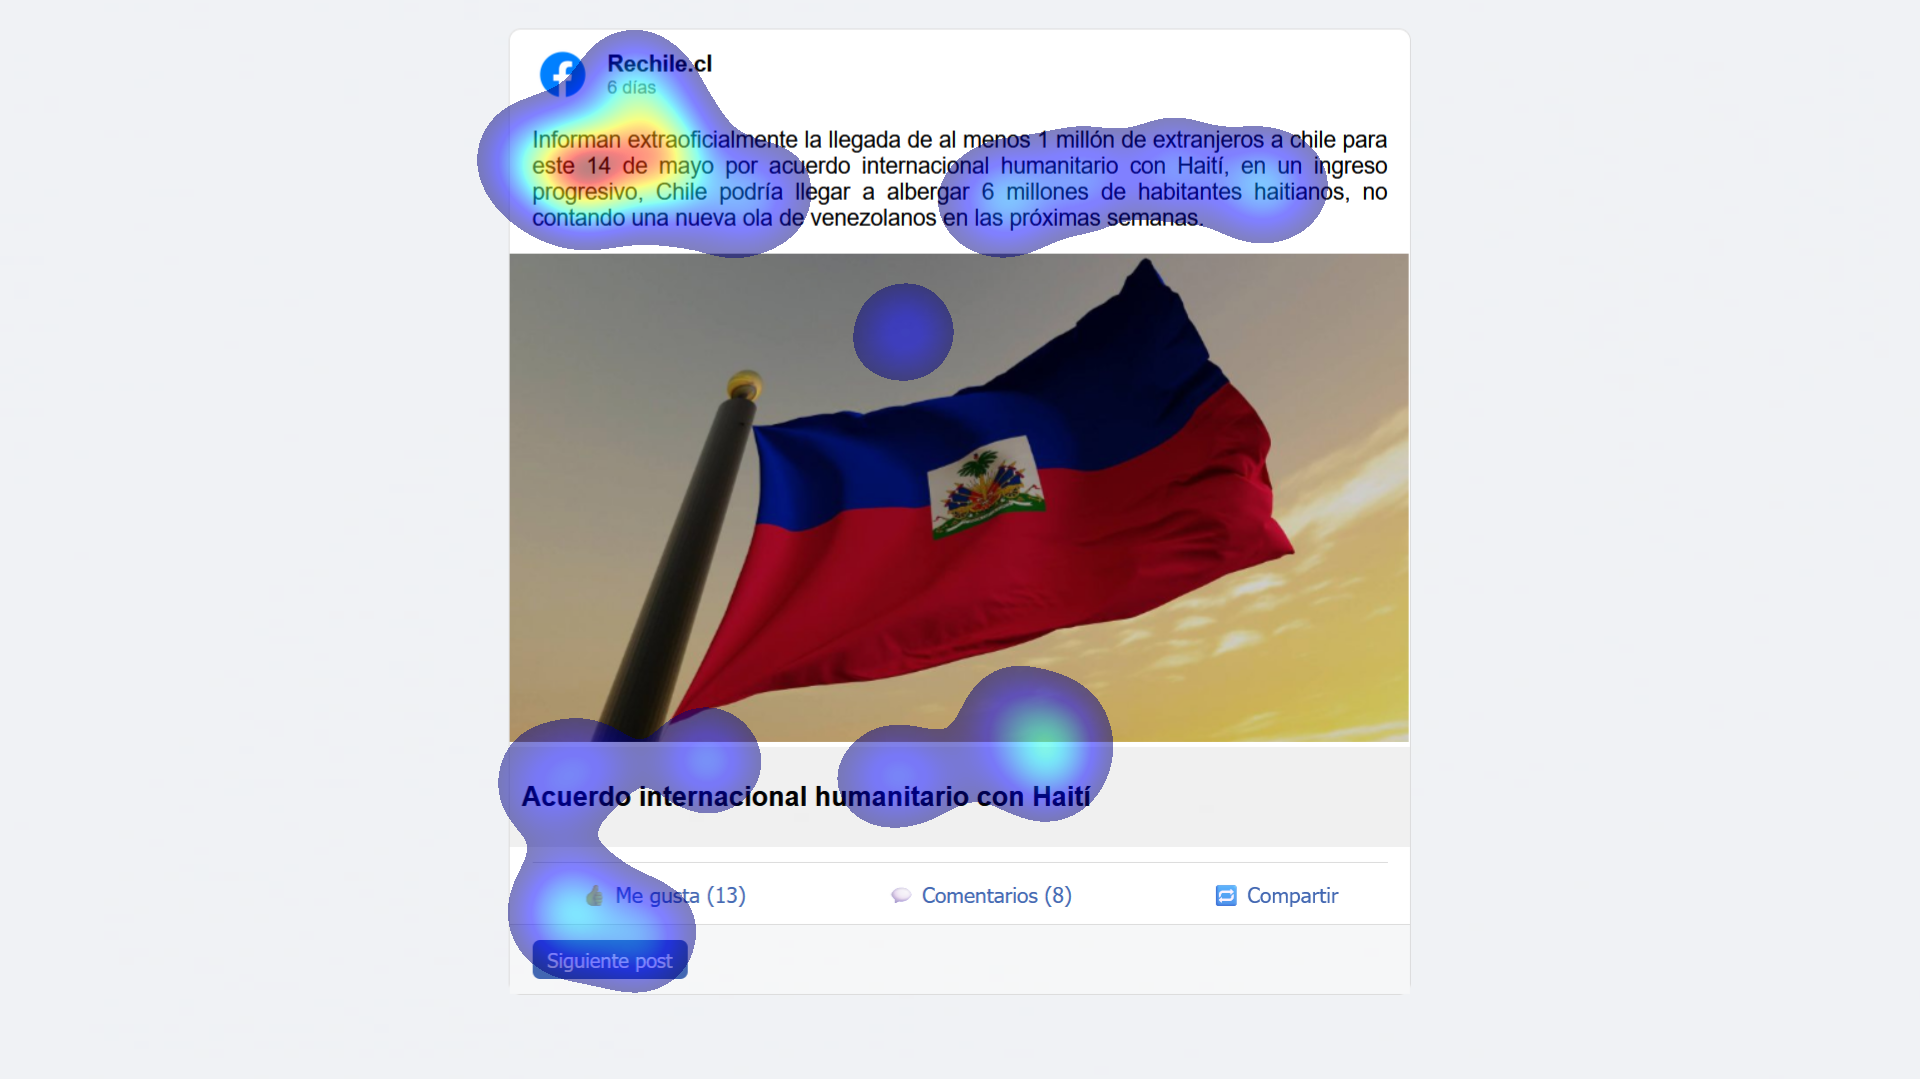 Rechile.cl
6 días
Informan extraoficialmente la llegada de al menos 1 millón de extranjeros a chile para
este 14 de mayo por acuerdo internacional humanitario con Haití, en un ingreso
progresivo, Chile podría llegar a albergar 6 millones de habitantes haitianos, no
contando una nueva ola de venezolanos en las próximas semanas.
Acuerdo internacional humanitario con Haití
Me gusta (13)
Comentarios (8)
Compartir
Siguiente post